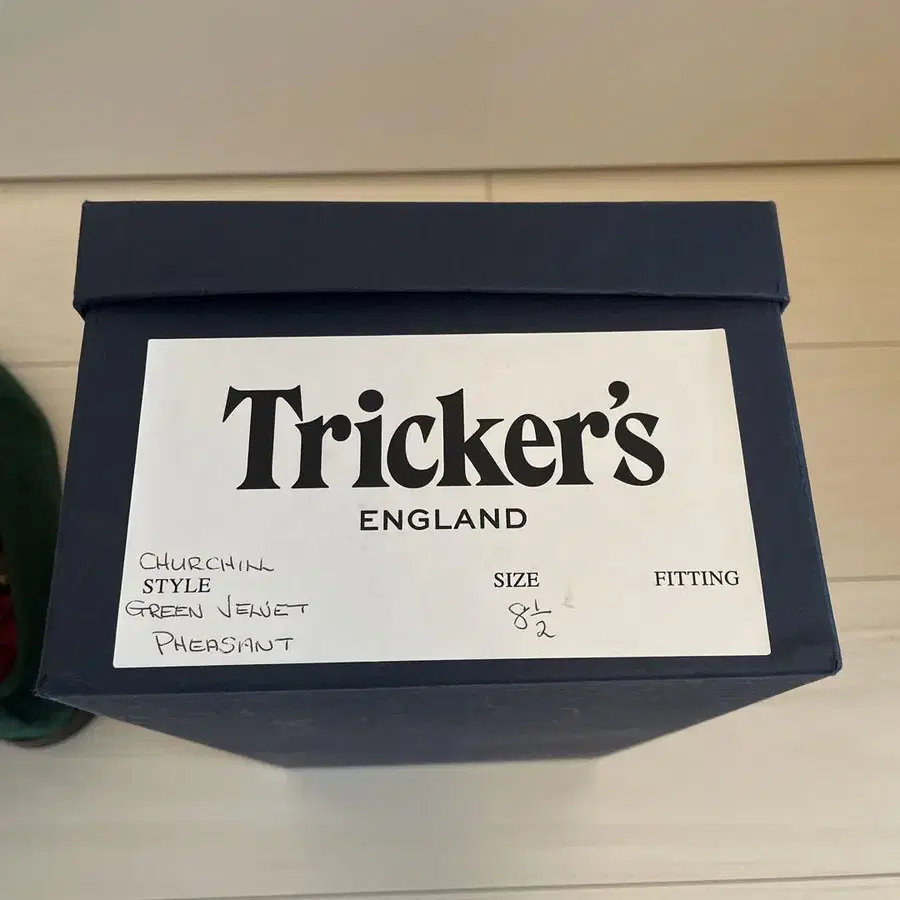 Tricker's
ENGLAND
CHURCHILL
STYLE SIZE FITTING
GREEN VELVET 8 1/2
PHEASANT